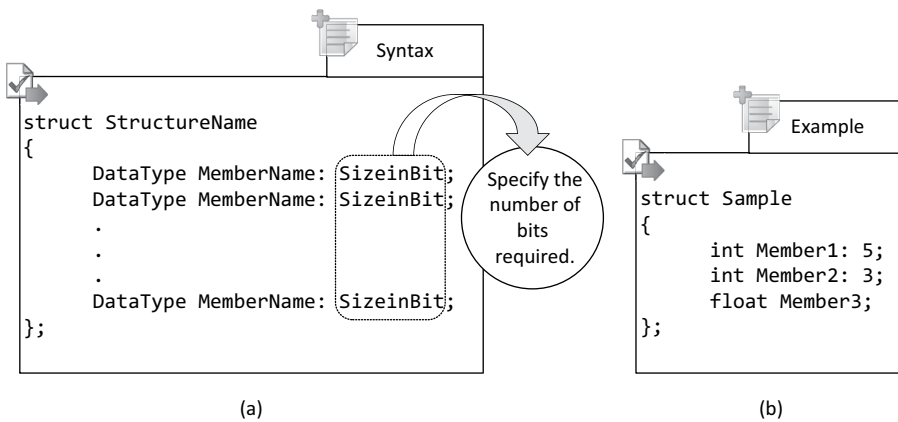 Syntax
struct StructureName
{
DataType MemberName: SizeinBit;
DataType MemberName: SizeinBit;
.
.
.
DataType MemberName: SizeinBit;
};
Specify the
number of
bits
required.
(a)
Example
struct Sample
{
int Member1: 5;
int Member2: 3;
float Member3;
};
(b)